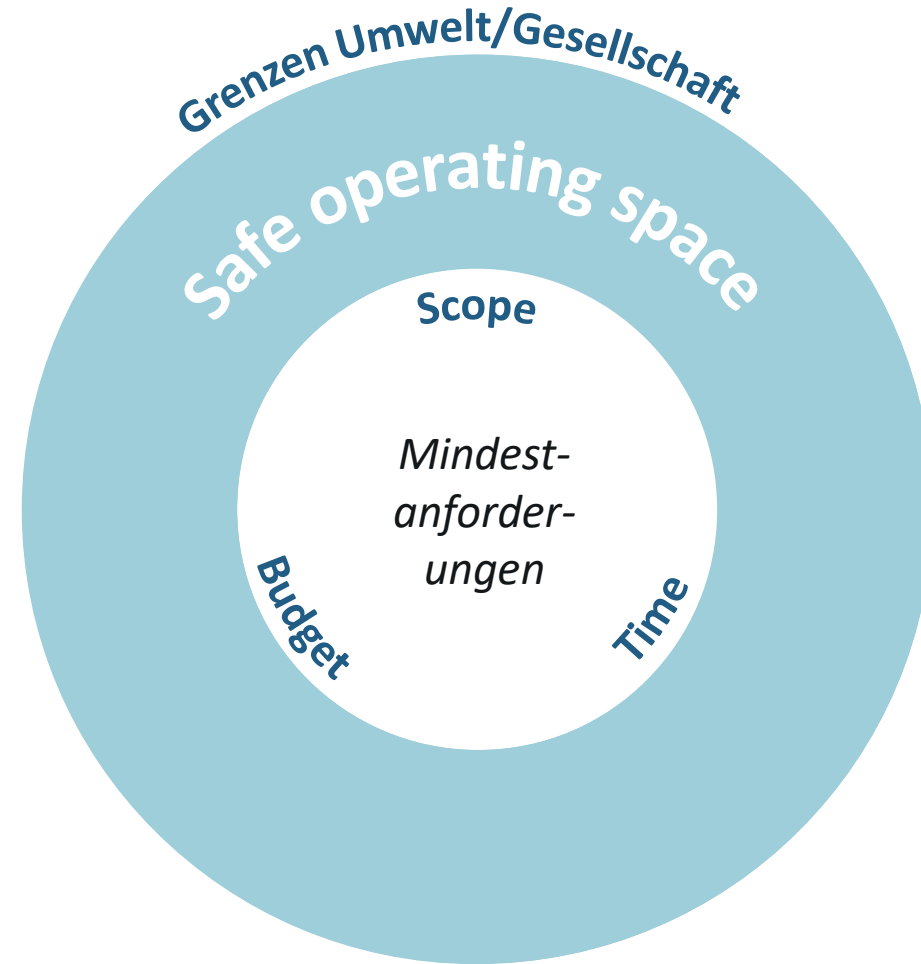 Grenzen Umwelt/Gesellschaft
Safe operating space
Scope
Mindest-
anforder-
ungen
Budget
Time